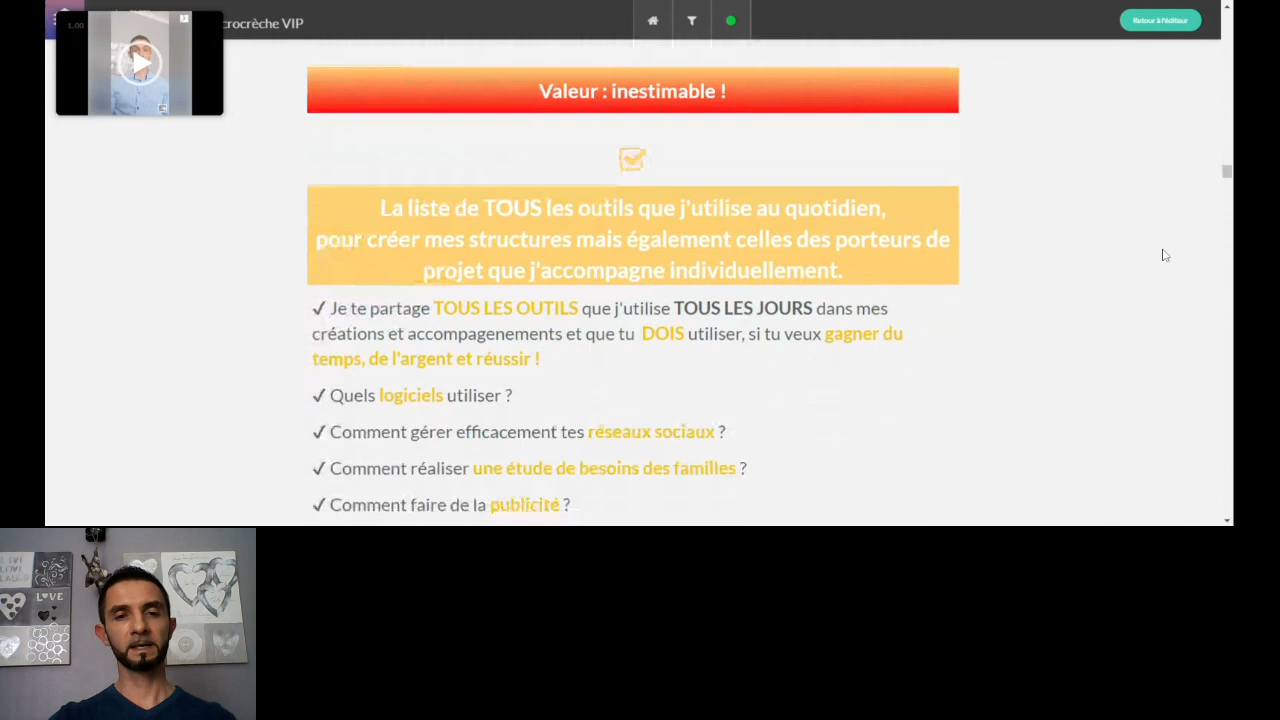 1,00
crocrèche VIP
Retour à l'éditeur
Valeur : inestimable !
La liste de TOUS les outils que j'utilise au quotidien,
pour créer mes structures mais également celles des porteurs de
projet que j'accompagne individuellement.
✓ Je te partage TOUS LES OUTILS que j'utilise TOUS LES JOURS dans mes
créations et accompagenements et que tu DOIS utiliser, si tu veux gagner du
temps, de l'argent et réussir !
✓ Quels logiciels utiliser ?
✓ Comment gérer efficacement tes réseaux sociaux ?
✓ Comment réaliser une étude de besoins des familles ?
✓ Comment faire de la publicité ?
LOVE